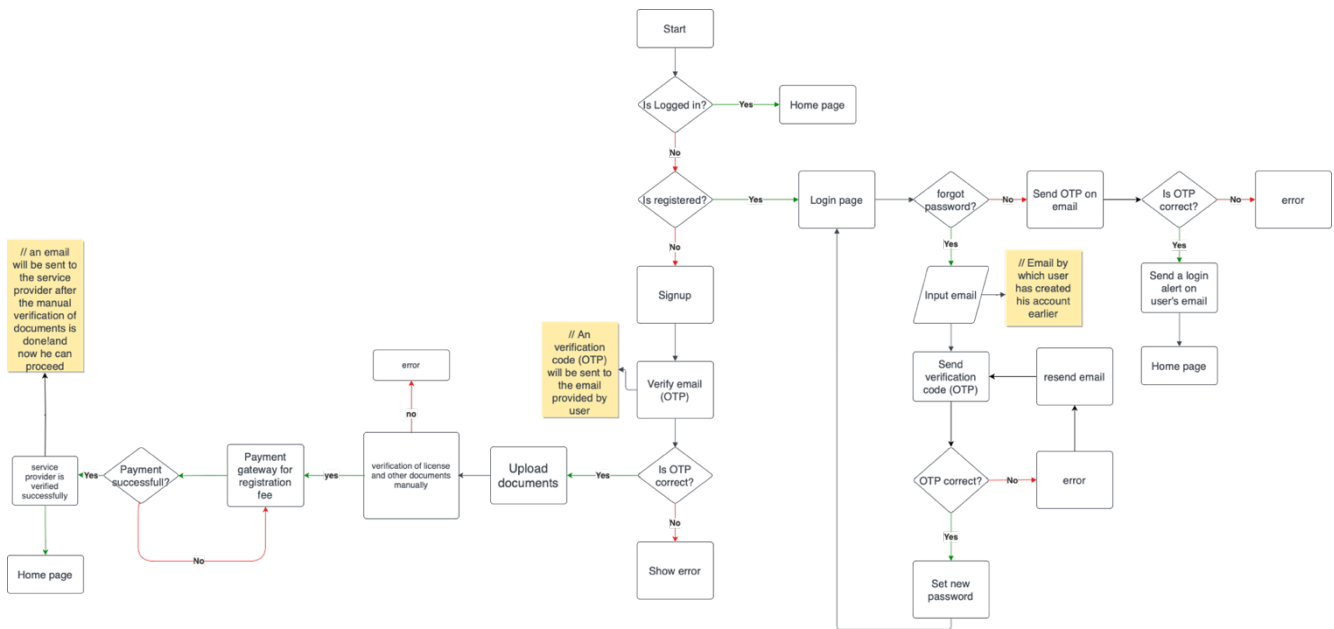 Start
Is Logged in?
Yes
Home page
No
Is registered?
Yes
Login page
forgot
password?
No
Send OTP on
email
Is OTP
correct?
No
error
No
Signup
Yes
Input email
// Email by
which user
has created
his account
earlier
Yes
Send a login
alert on
user's email
Home page
// an email
will be sent to
the service
provider after
the manual
verification of
documents is
done!and
now he can
proceed
// An
verification
code (OTP)
will be sent to
the email
provided by
user
Verify email
(OTP)
error
no
Send
verification
code (OTP)
resend email
service
provider is
verified
successfully
Yes
Payment
successfull?
Payment
gateway for
registration
fee
yes
verification of license
and other documents
manually
Upload
documents
Yes
Is OTP
correct?
OTP correct?
No
error
No
No
Show error
Yes
Set new
password
Home page